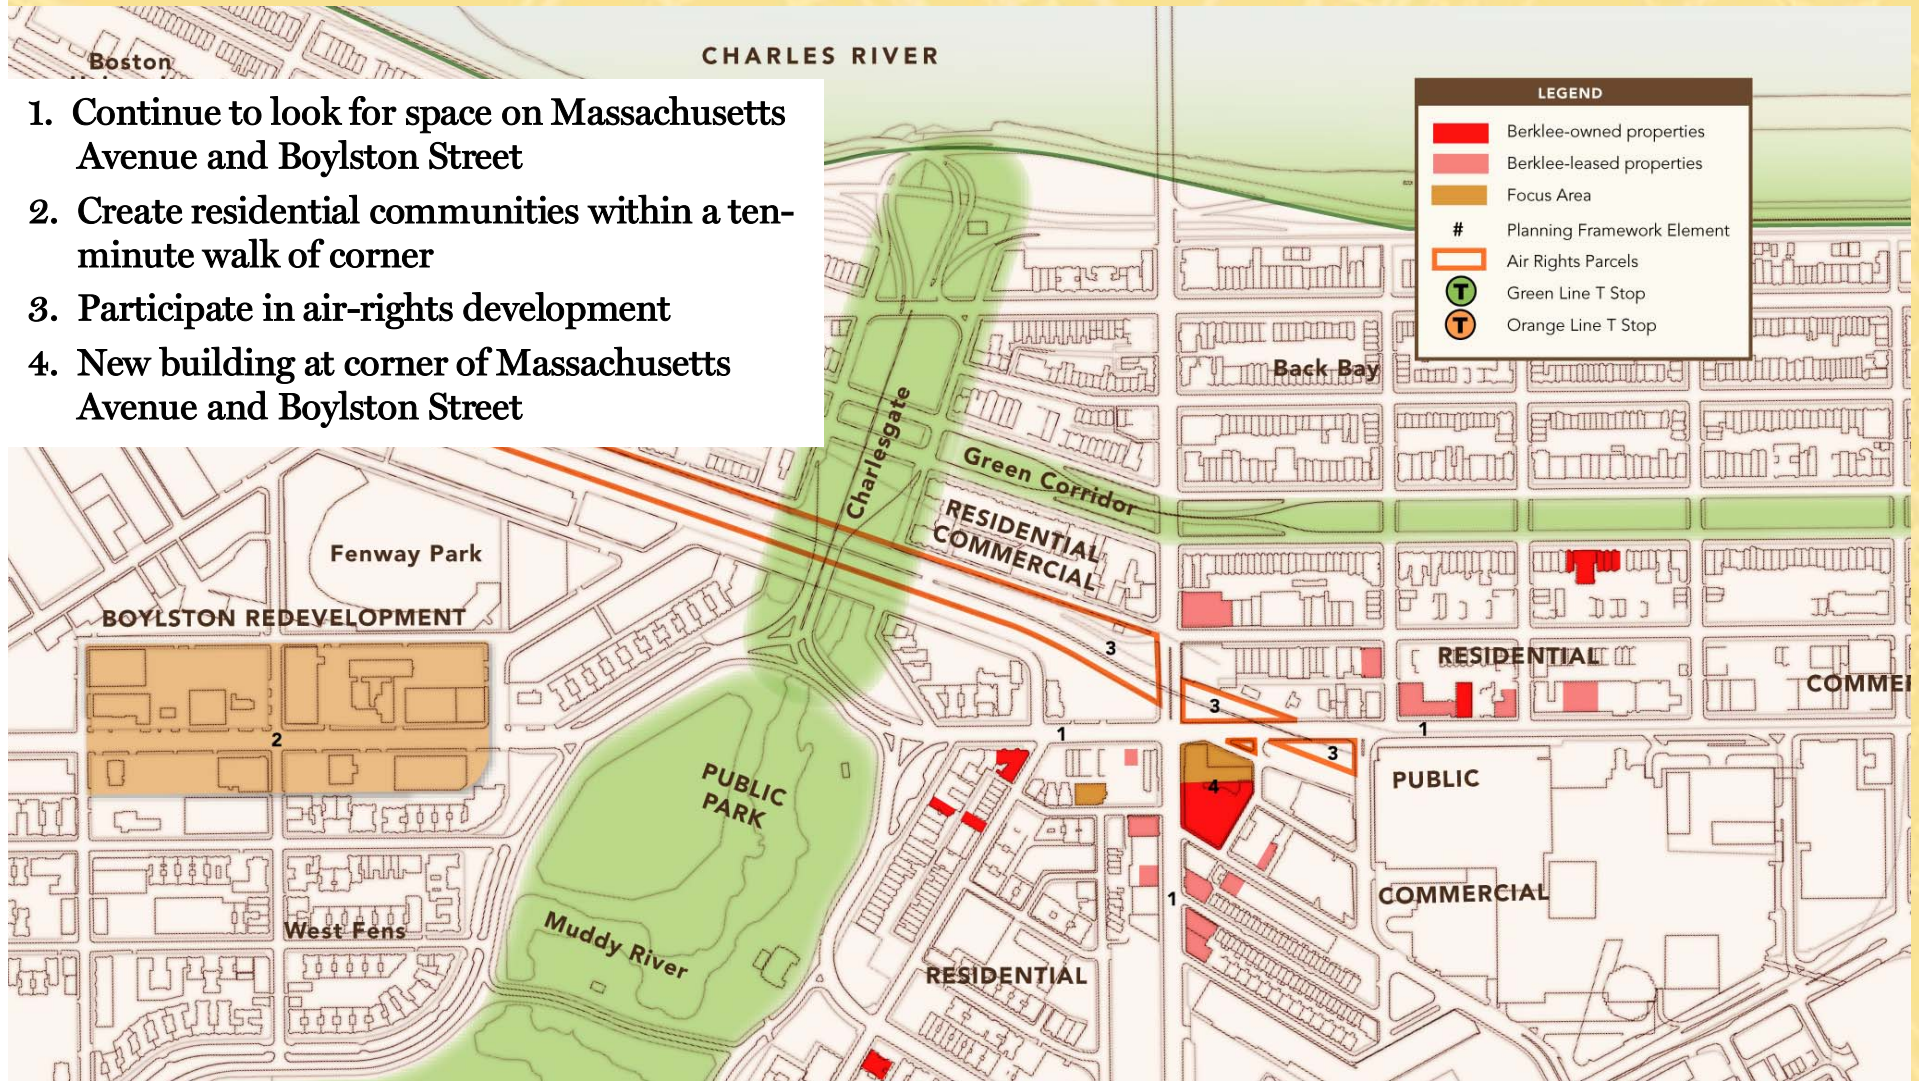 CHARLES RIVER
Boston
1. Continue to look for space on Massachusetts
Avenue and Boylston Street
2. Create residential communities within a ten-
minute walk of corner
3. Participate in air-rights development
4. New building at corner of Massachusetts
Avenue and Boylston Street
LEGEND
Berklee-owned properties
Berklee-leased properties
Focus Area
# Planning Framework Element
Air Rights Parcels
T Green Line T Stop
T Orange Line T Stop
Back Bay
Charlesgate
Green Corridor
RESIDENTIAL
COMMERCIAL
Fenway Park
BOYLSTON REDEVELOPMENT
3
RESIDENTIAL
COMMER
3
1
1
2
3
PUBLIC
PARK
4
PUBLIC
COMMERCIAL
1
West Fens
Muddy River
RESIDENTIAL